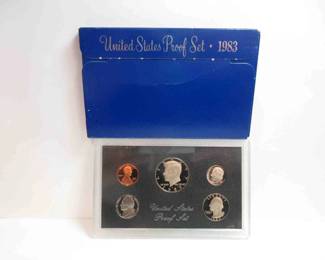 United States Proof Set · 1983
United States
Proof Set